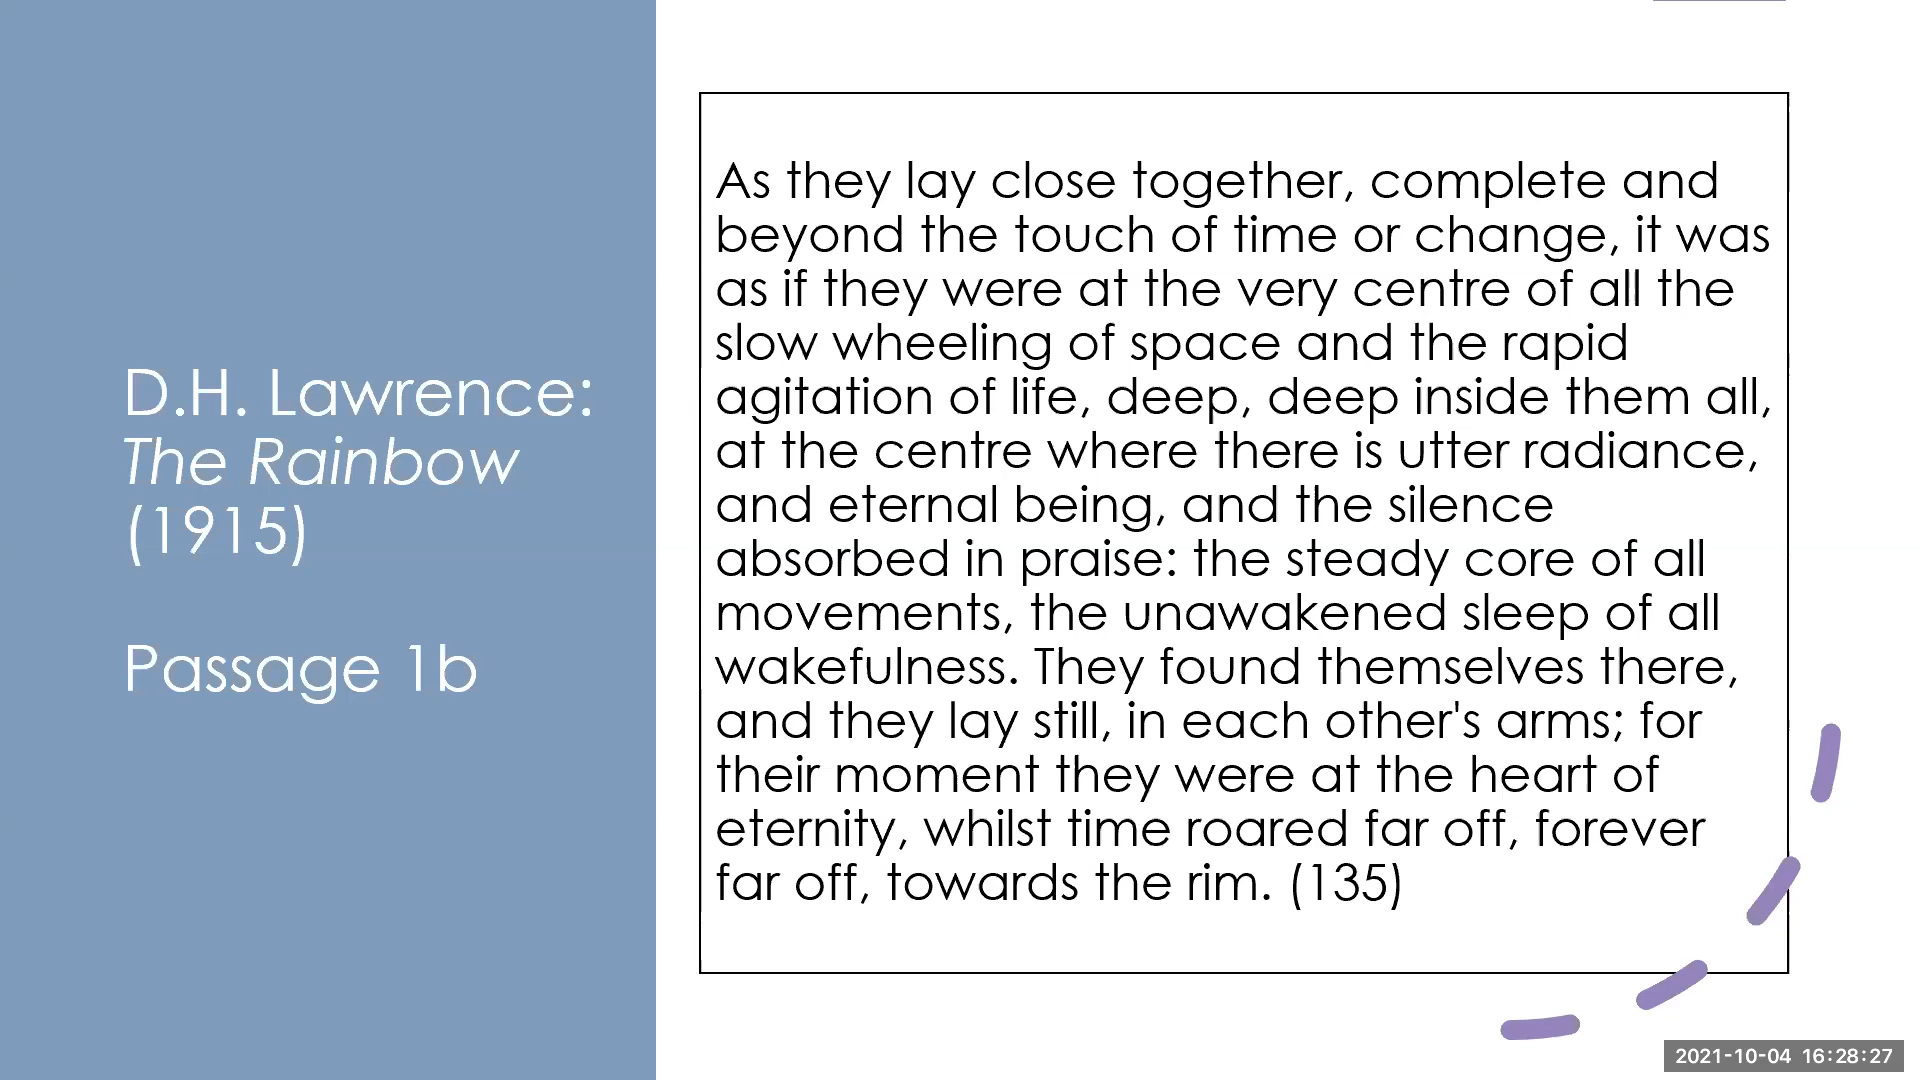 D.H. Lawrence:
The Rainbow
(1915)
Passage 1b
As they lay close together, complete and
beyond the touch of time or change, it was
as if they were at the very centre of all the
slow wheeling of space and the rapid
agitation of life, deep, deep inside them all,
at the centre where there is utter radiance,
and eternal being, and the silence
absorbed in praise: the steady core of all
movements, the unawakened sleep of all
wakefulness. They found themselves there,
and they lay still, in each other's arms; for
their moment they were at the heart of
eternity, whilst time roared far off, forever
far off, towards the rim. (135)
2021-10-04 16:28:27